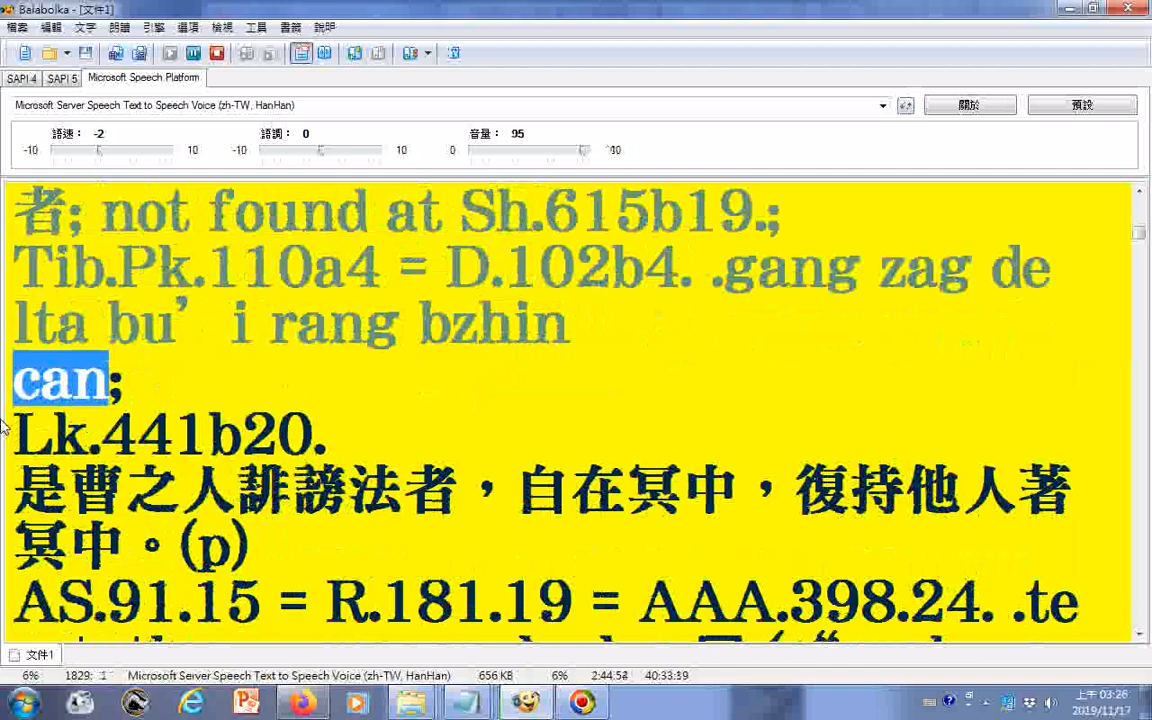 Balabolka - [文件1]
檔案 編輯 文字 朗讀 引擎 選項 檢視 工具 書籤 說明
SAPI 4 SAPI 5 Microsoft Speech Platform
Microsoft Server Speech Text to Speech Voice (zh-TW, HanHan) 關於 預設
語速： -2 語調： 0 音量： 95
-10 10 -10 10 0
者; not found at Sh.615b19.;
Tib.Pk.110a4 = D.102b4. .gang zag de
lta bu’i rang bzhin
can;
Lk.441b20.
是曹之人誹謗法者，自在冥中，復持他人著
冥中。(p)
AS.91.15 = R.181.19 = AAA.398.24. .te
文件1
6% 1829: 1 Microsoft Server Speech Text to Speech Voice (zh-TW, HanHan) 656 KB 6% 2:44:58 40:33:39
上午 03:26
2019/11/17